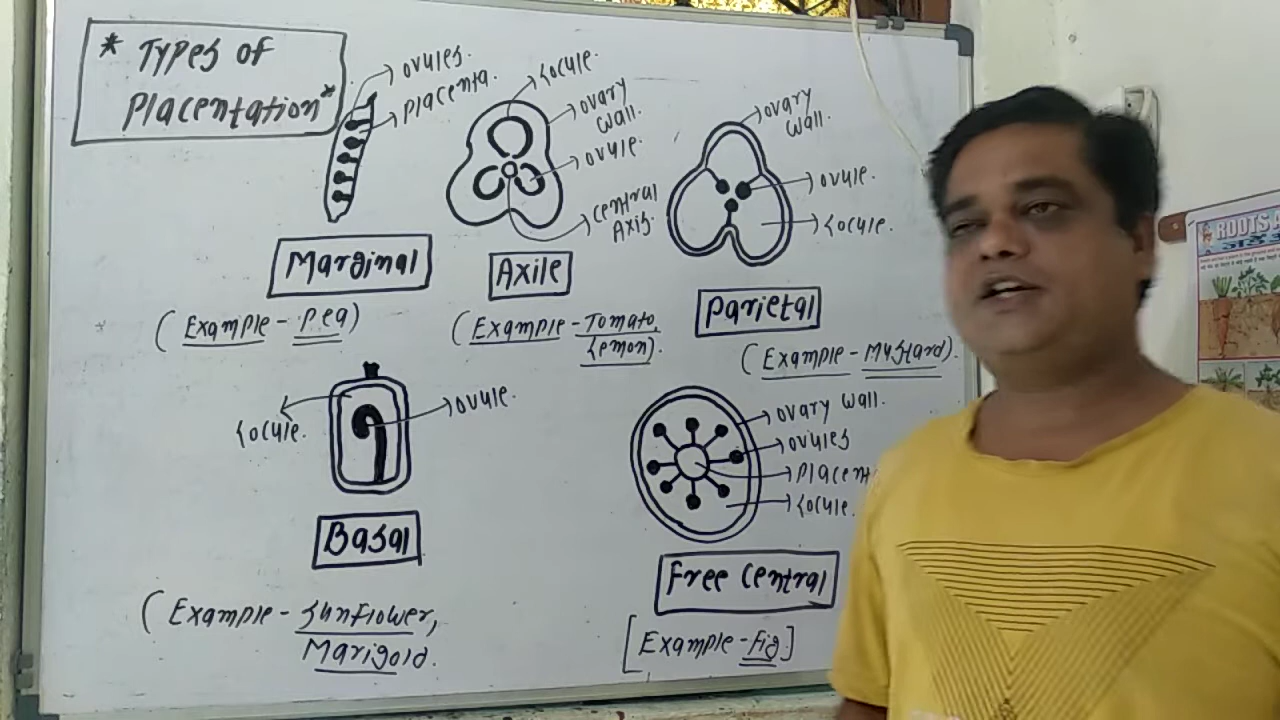 * Types of
Placentation*
ovules.
Placenta.
Marginal
(Example - Pea)
Locule.
ovary
wall.
ovule.
central
Axis.
Axile
(Example - Tomato,
Lemon).
ovary
wall.
ovule.
Locule.
Parietal
(Example - Mustard).
Locule.
ovule.
Basal
(Example - Sunflower,
Marigold.
ovary wall.
ovules
Placent
Locule.
Free central
[Example - Fig.]
ROOTS